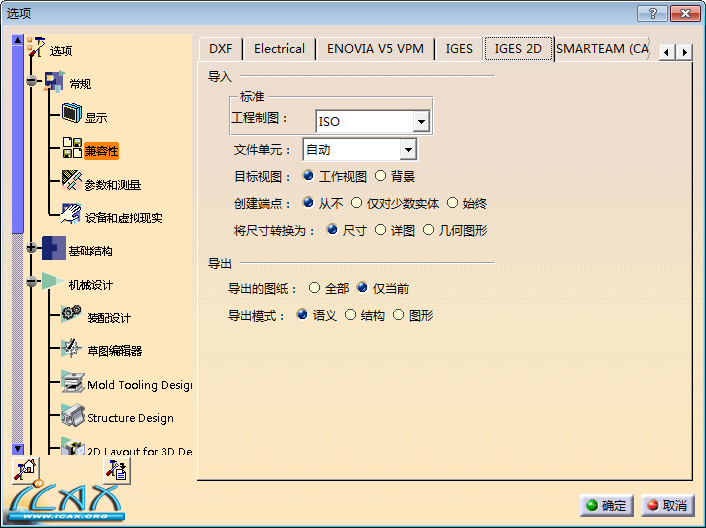 选项
选项
常规
显示
兼容性
参数和测量
设备和虚拟现实
基础结构
机械设计
装配设计
草图编辑器
Mold Tooling Design
Structure Design
2D Layout for 3D De
DXF Electrical ENOVIA V5 VPM IGES IGES 2D SMARTEAM (CA
导入
标准
工程制图： ISO
文件单元： 自动
目标视图： 工作视图 背景
创建端点： 从不 仅对少数实体 始终
将尺寸转换为： 尺寸 详图 几何图形
导出
导出的图纸： 全部 仅当前
导出模式： 语义 结构 图形
iCAX
WWW.iCAX.ORG
确定 取消